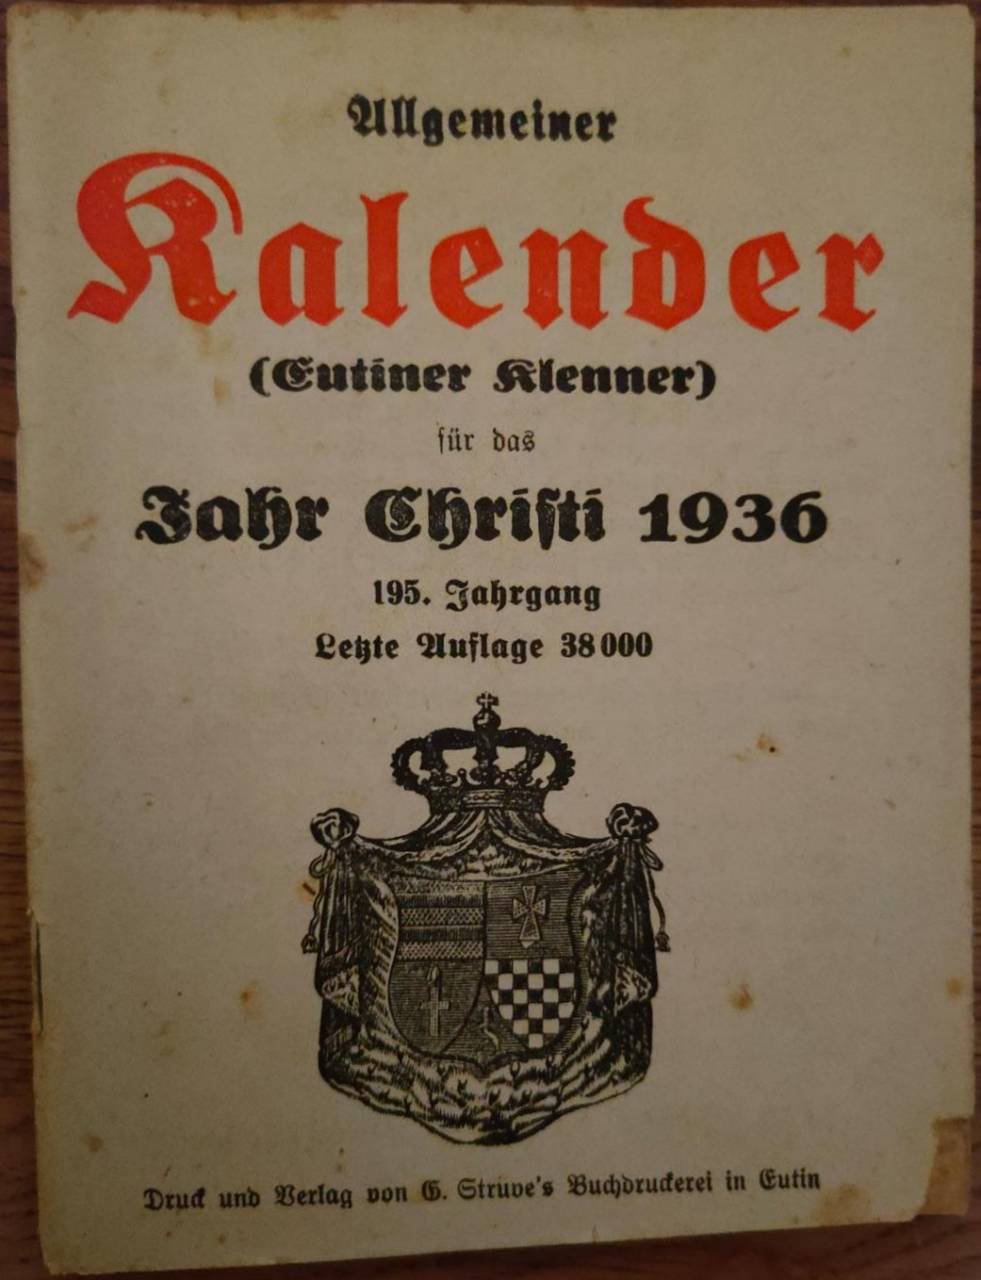 Allgemeiner
Kalender
(Eutiner Klenner)
für das
Jahr Christi 1936
195. Jahrgang
Letzte Auflage 38000
Druck und Verlag von G. Struve's Buchdruckerei in Eutin